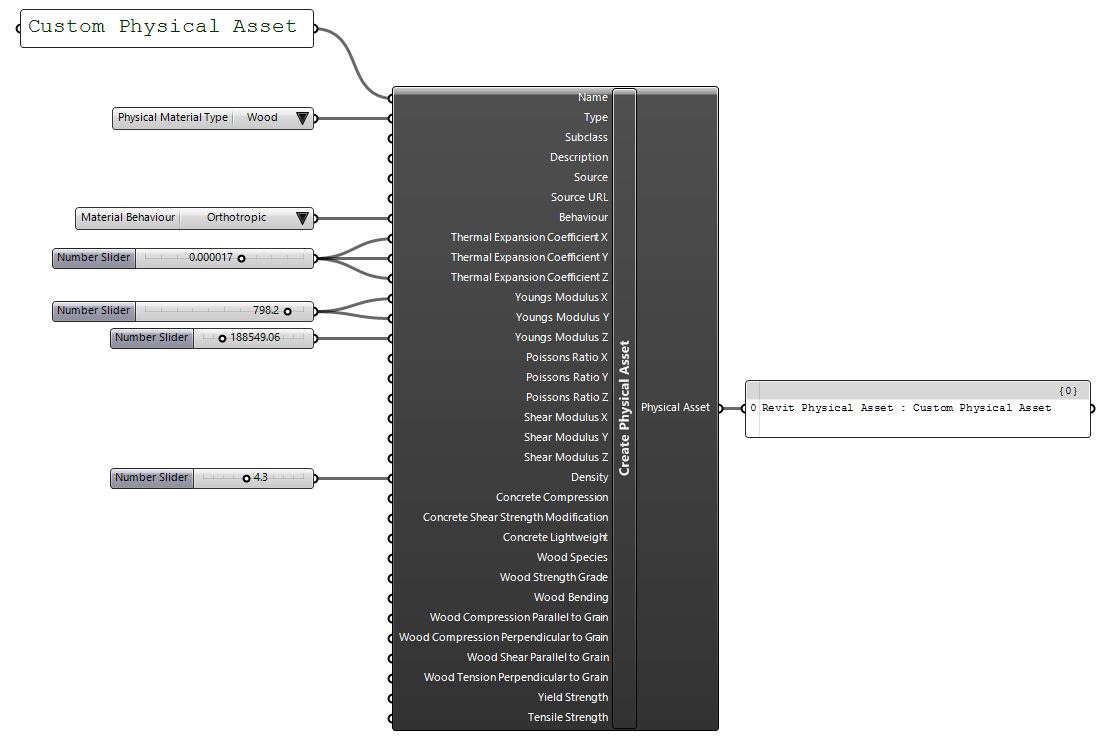 Custom Physical Asset
Name
Physical Material Type Wood
Type
Subclass
Description
Source
Source URL
Material Behaviour Orthotropic
Behaviour
Number Slider 0.000017
Thermal Expansion Coefficient X
Thermal Expansion Coefficient Y
Thermal Expansion Coefficient Z
Number Slider 798.2
Youngs Modulus X
Youngs Modulus Y
Number Slider 188549.06
Youngs Modulus Z
Poissons Ratio X
Poissons Ratio Y
Poissons Ratio Z
Shear Modulus X
Shear Modulus Y
Shear Modulus Z
Number Slider 4.3
Density
Concrete Compression
Concrete Shear Strength Modification
Concrete Lightweight
Wood Species
Wood Strength Grade
Wood Bending
Wood Compression Parallel to Grain
Wood Compression Perpendicular to Grain
Wood Shear Parallel to Grain
Wood Tension Perpendicular to Grain
Yield Strength
Tensile Strength
Create Physical Asset
Physical Asset
{0}
0 Revit Physical Asset : Custom Physical Asset